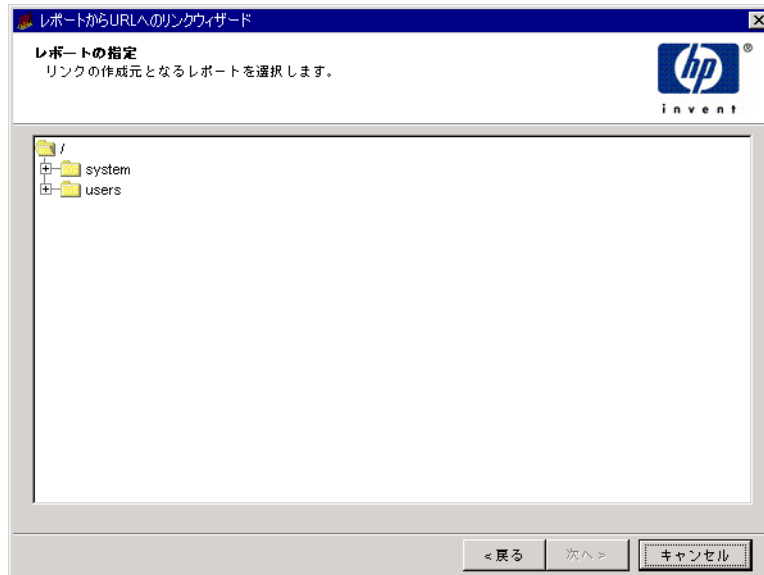 レポートからURLへのリンクウィザード
レポートの指定
リンクの作成元となるレポートを選択します。
hp
®
invent
/
system
users
<戻る
次へ>
キャンセル